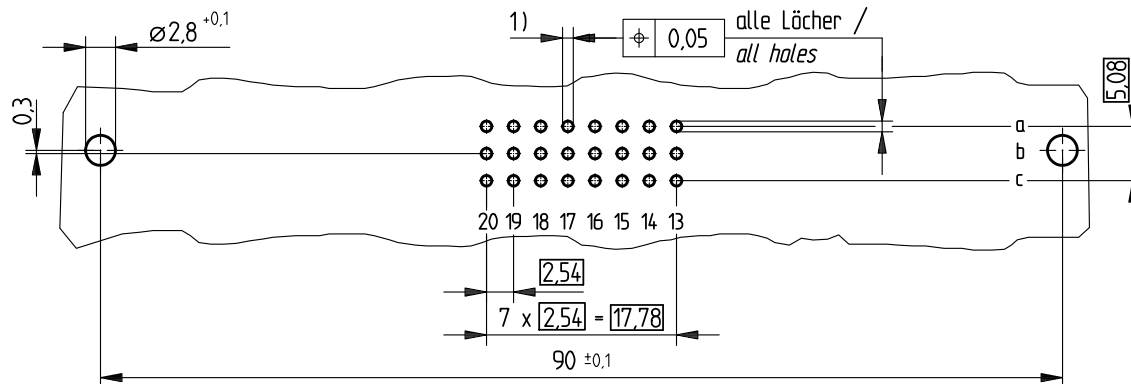 ⌀2,8 +0,1
1)
⌖ 0,05
alle Löcher /
all holes
5,08
0,3
a
b
c
20 19 18 17 16 15 14 13
2,54
7 x 2,54 = 17,78
90 ±0,1